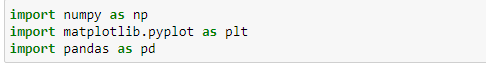 import numpy as np
import matplotlib.pyplot as plt
import pandas as pd